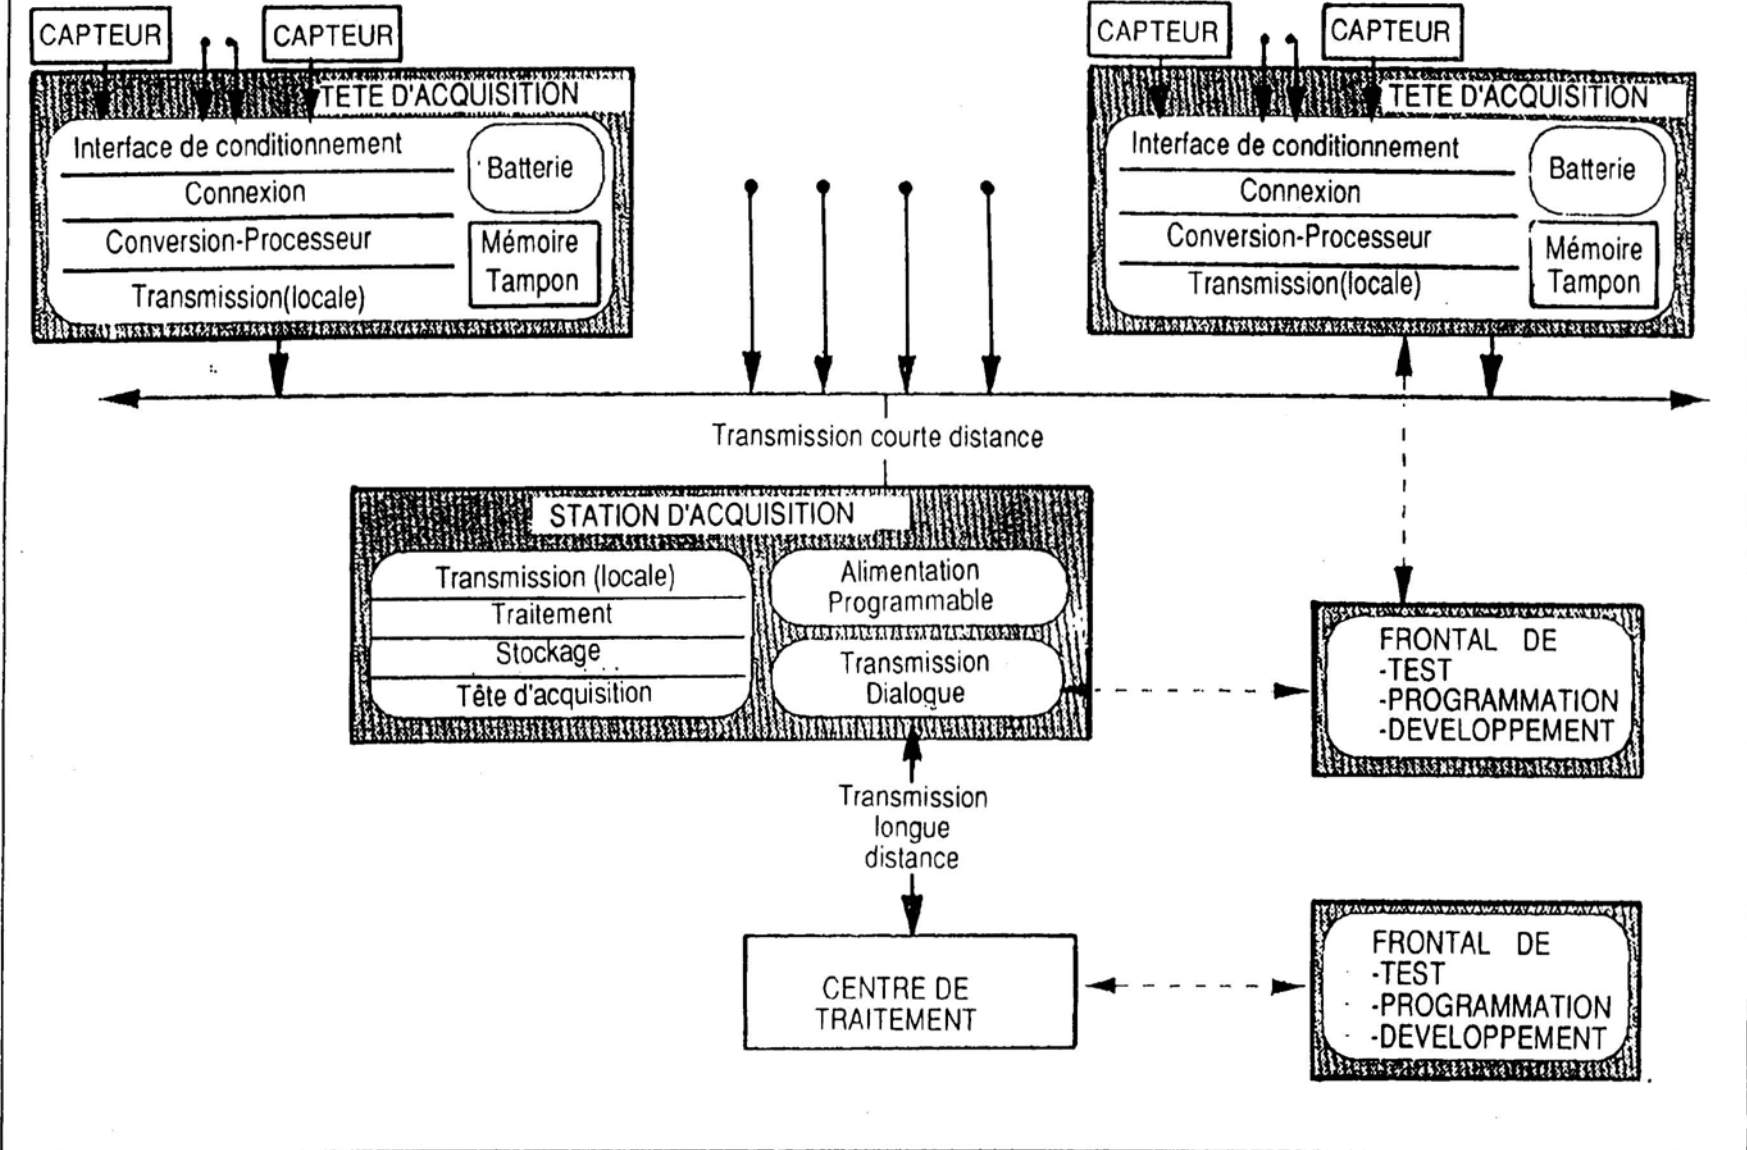 CAPTEUR
CAPTEUR
TETE D'ACQUISITION
Interface de conditionnement
Connexion
Conversion-Processeur
Transmission(locale)
Batterie
Mémoire
Tampon
CAPTEUR
CAPTEUR
TETE D'ACQUISITION
Interface de conditionnement
Connexion
Conversion-Processeur
Transmission(locale)
Batterie
Mémoire
Tampon
Transmission courte distance
STATION D'ACQUISITION
Transmission (locale)
Traitement
Stockage
Tête d'acquisition
Alimentation
Programmable
Transmission
Dialogue
FRONTAL DE
-TEST
-PROGRAMMATION
-DEVELOPPEMENT
Transmission
longue
distance
CENTRE DE
TRAITEMENT
FRONTAL DE
-TEST
-PROGRAMMATION
-DEVELOPPEMENT